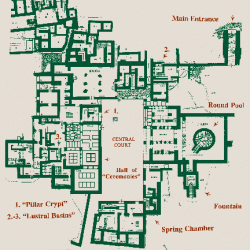 Main Entrance
2.
Round Pool
1.
3.
CENTRAL
COURT
Hall of
"Ceremonies"
1. "Pillar Crypt"
2.-3. "Lustral Basins"
Fountain
Spring Chamber